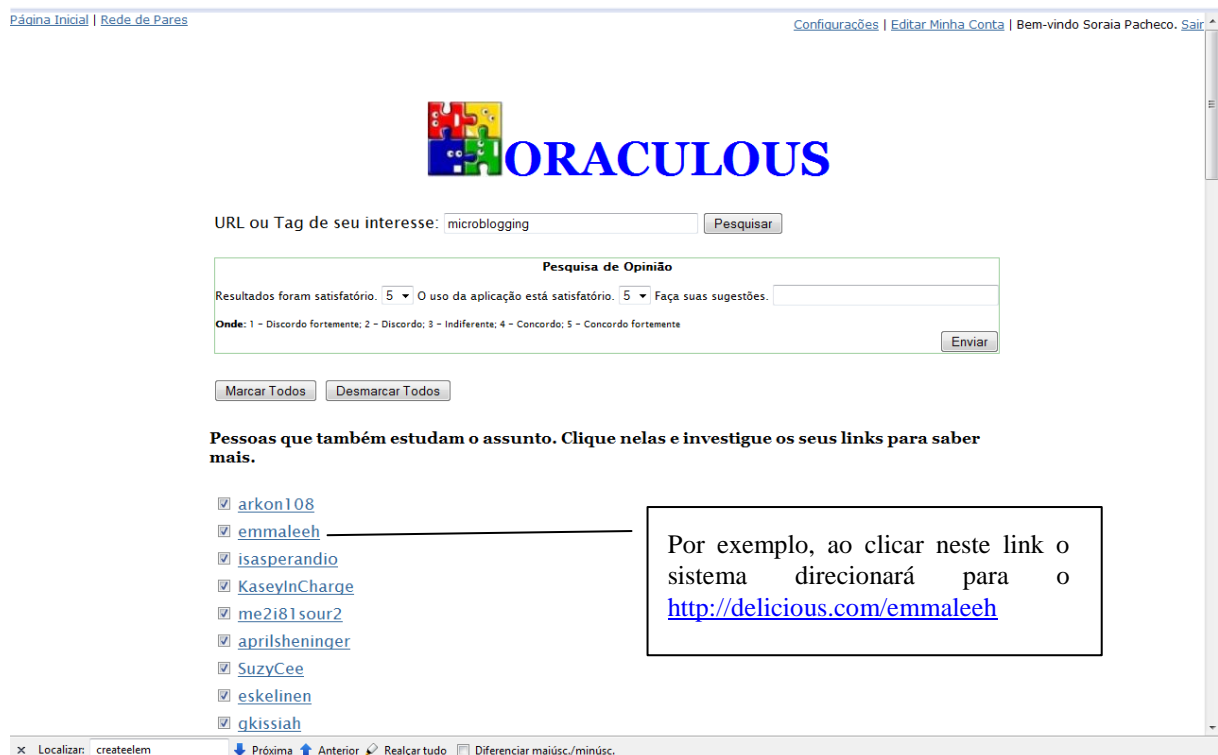 Página Inicial | Rede de Pares
Configurações | Editar Minha Conta | Bem-vindo Soraia Pacheco. Sair
ORACULOUS
URL ou Tag de seu interesse: microblogging Pesquisar
Pesquisa de Opinião
Resultados foram satisfatório. 5 O uso da aplicação está satisfatório. 5 Faça suas sugestões.
Onde: 1 - Discordo fortemente; 2 - Discordo; 3 - Indiferente; 4 - Concordo; 5 - Concordo fortemente
Enviar
Marcar Todos Desmarcar Todos
Pessoas que também estudam o assunto. Clique nelas e investigue os seus links para saber
mais.
arkon108
emmaleeh
isasperandio
KaseyInCharge
me2i81sour2
aprilsheninger
SuzyCee
eskelinen
gkissiah
Por exemplo, ao clicar neste link o
sistema direcionará para o
http://delicious.com/emmaleeh
x Localizar: createelem Próxima Anterior Realçar tudo Diferenciar maiúsc./minúsc.